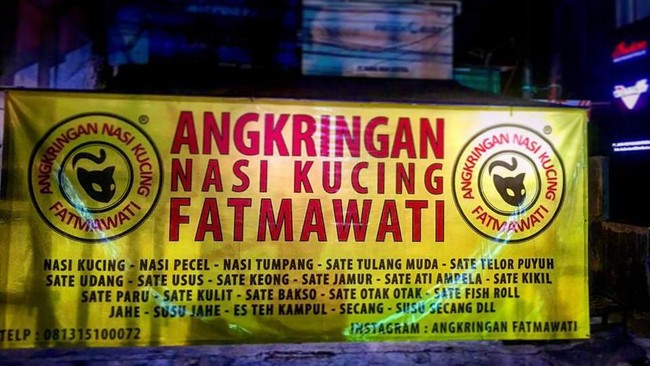 ANGKRINGAN
NASI KUCING
FATMAWATI
ANGKRINGAN NASI KUCING
FATMAWATI
®
ANGKRINGAN NASI KUCING
FATMAWATI
®
NASI KUCING - NASI PECEL - NASI TUMPANG - SATE TULANG MUDA - SATE TELOR PUYUH
SATE UDANG - SATE USUS - SATE KEONG - SATE JAMUR - SATE ATI AMPELA - SATE KIKIL
SATE PARU - SATE KULIT - SATE BAKSO - SATE OTAK OTAK - SATE FISH ROLL
JAHE - SUSU JAHE - ES TEH KAMPUL - SECANG - SUSU SECANG DLL
TELP : 081315100072
INSTAGRAM : ANGKRINGAN FATMAWATI